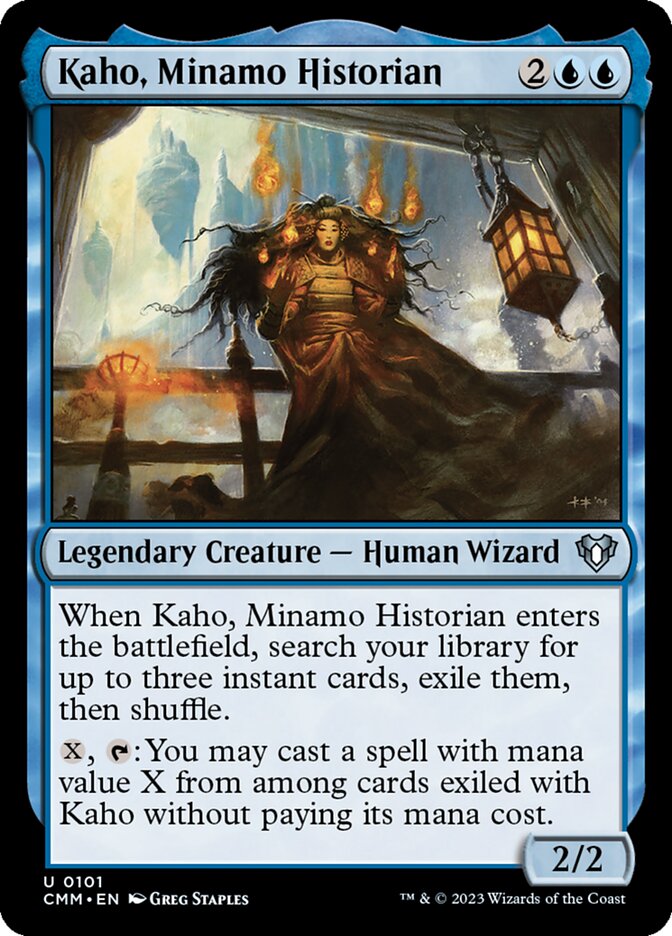 Kaho, Minamo Historian 2
Legendary Creature — Human Wizard
When Kaho, Minamo Historian enters
the battlefield, search your library for
up to three instant cards, exile them,
then shuffle.
X, : You may cast a spell with mana
value X from among cards exiled with
Kaho without paying its mana cost.
2/2
U 0101
CMM • EN Greg Staples
™ & © 2023 Wizards of the Coast